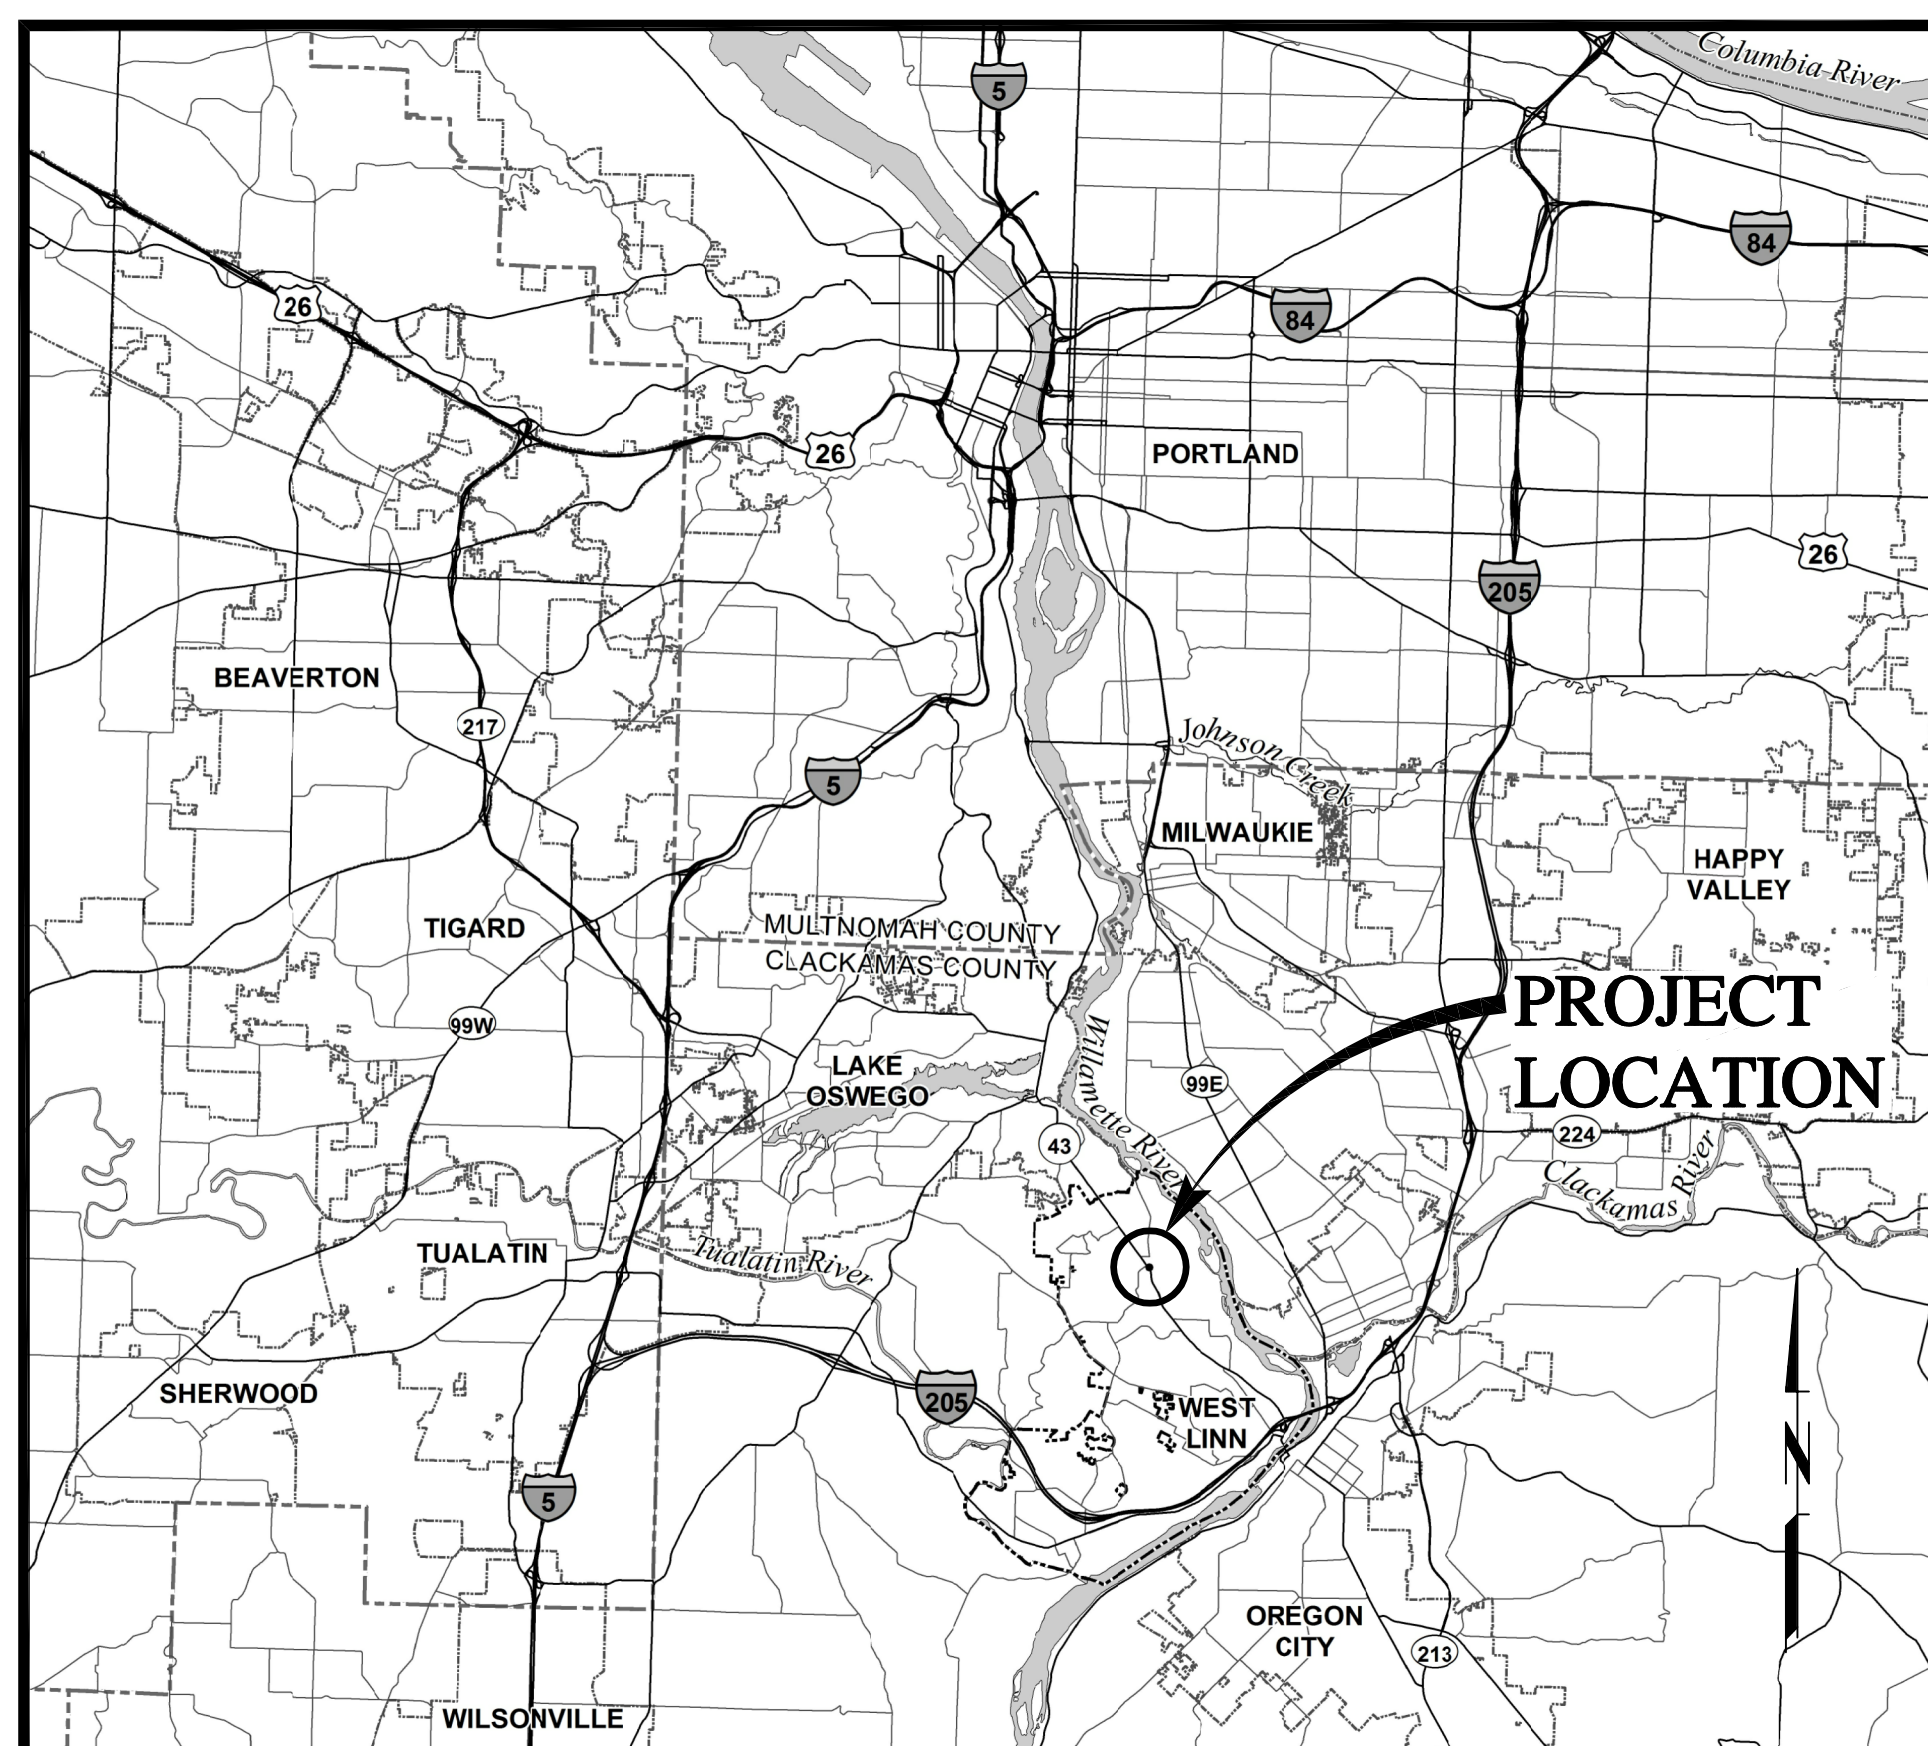 Columbia River
5
84
84
26
26
PORTLAND
26
205
BEAVERTON
217
Johnson Creek
5
MILWAUKIE
HAPPY
VALLEY
TIGARD
MULTNOMAH COUNTY
CLACKAMAS COUNTY
PROJECT
LOCATION
99W
Willamette River
LAKE
OSWEGO
99E
43
224
Clackamas River
TUALATIN
Tualatin River
SHERWOOD
205
WEST
LINN
N
5
OREGON
CITY
213
WILSONVILLE